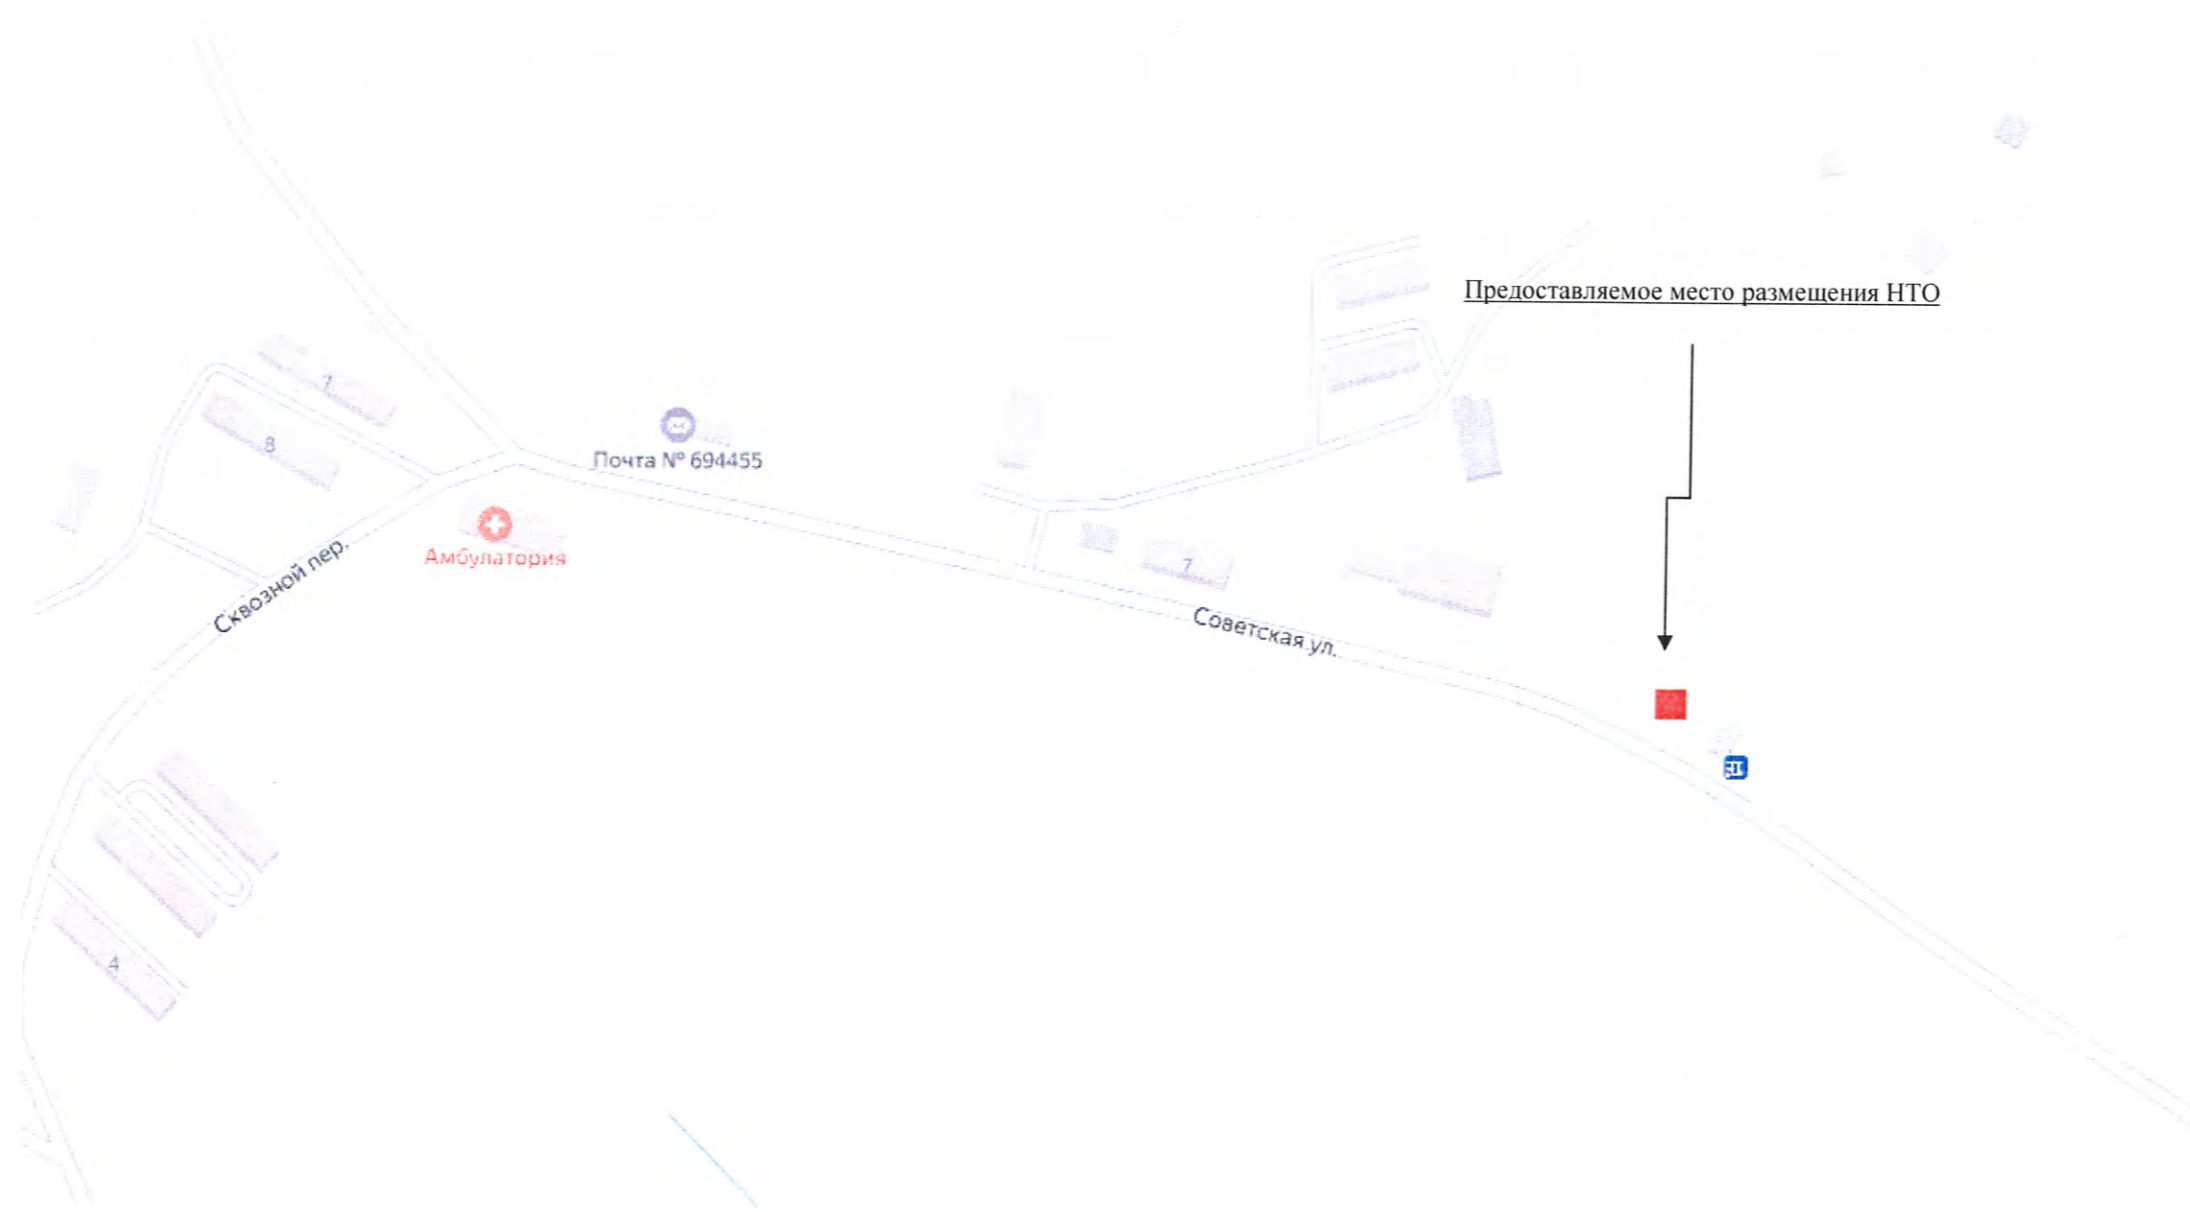 Предоставляемое место размещения НТО
7
8
Почта № 694455
Амбулатория
Сквозной пер.
7
Советская ул.
4